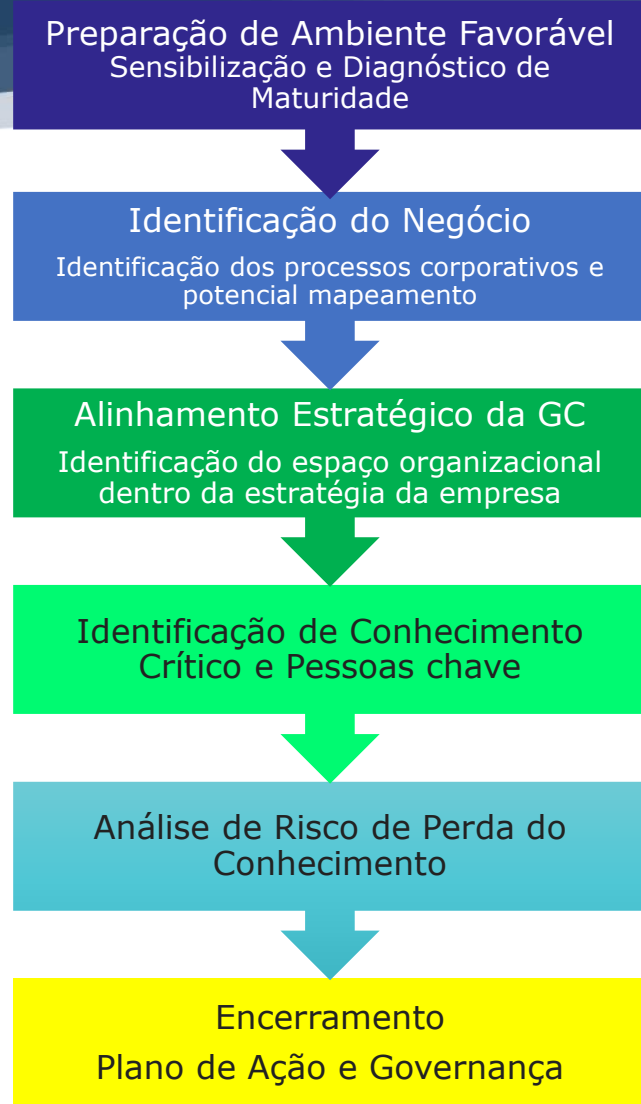 Preparação de Ambiente Favorável
Sensibilização e Diagnóstico de
Maturidade
Identificação do Negócio
Identificação dos processos corporativos e
potencial mapeamento
Alinhamento Estratégico da GC
Identificação do espaço organizacional
dentro da estratégia da empresa
Identificação de Conhecimento
Crítico e Pessoas chave
Análise de Risco de Perda do
Conhecimento
Encerramento
Plano de Ação e Governança